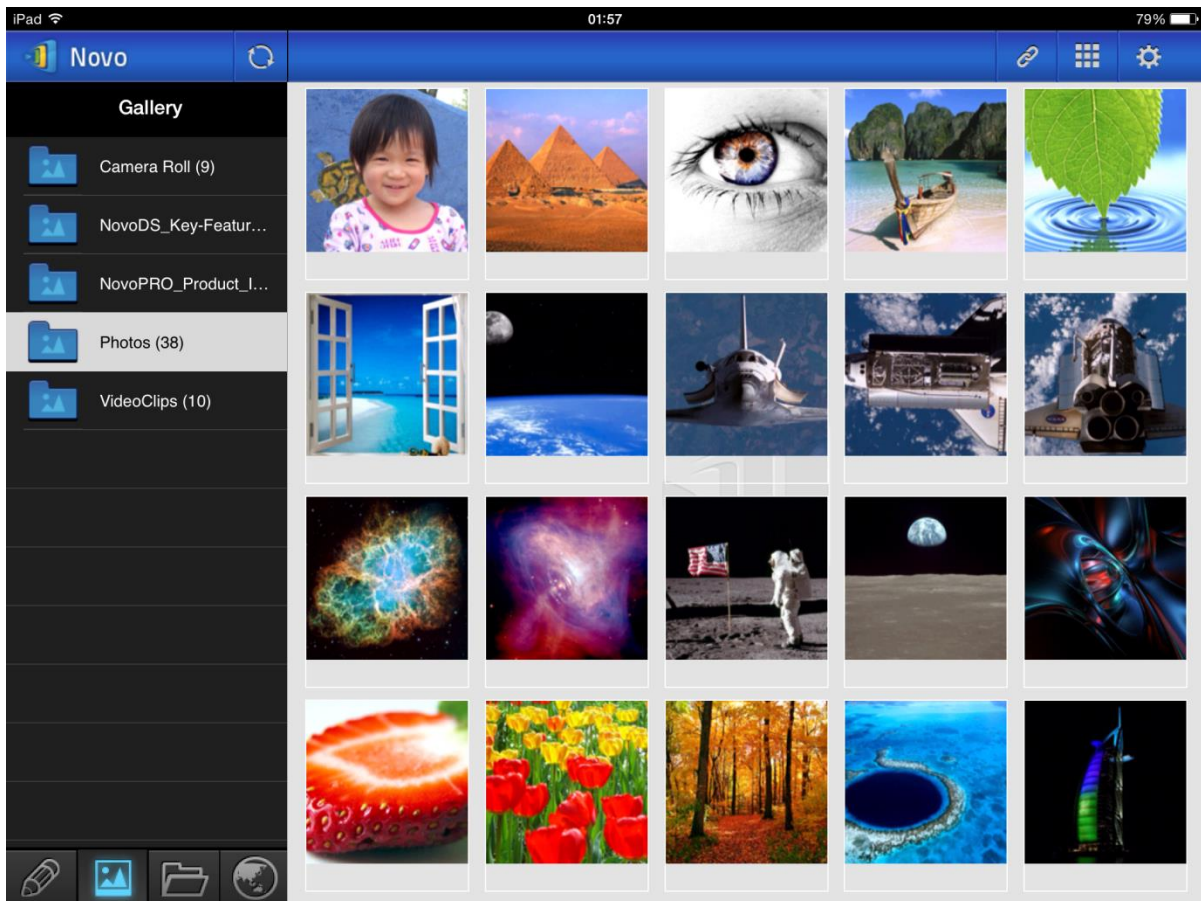 iPad 01:57 79%
Novo
Gallery
Camera Roll (9)
NovoDS_Key-Featur...
NovoPRO_Product_I...
Photos (38)
VideoClips (10)